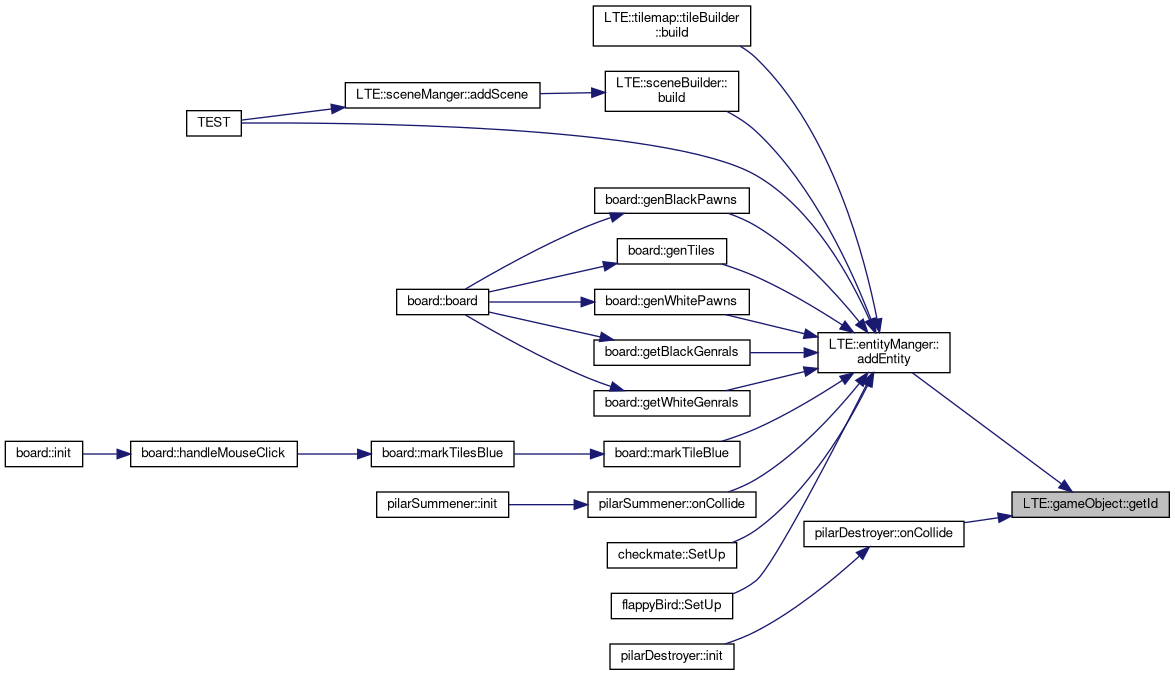 LTE::tilemap::tileBuilder
::build
LTE::sceneBuilder::
build
LTE::sceneManger::addScene
TEST
board::genBlackPawns
board::genTiles
board::board
board::genWhitePawns
board::getBlackGenrals
LTE::entityManger::
addEntity
board::getWhiteGenrals
board::init
board::handleMouseClick
board::markTilesBlue
board::markTileBlue
pilarSummener::init
pilarSummener::onCollide
LTE::gameObject::getId
pilarDestroyer::onCollide
checkmate::SetUp
flappyBird::SetUp
pilarDestroyer::init